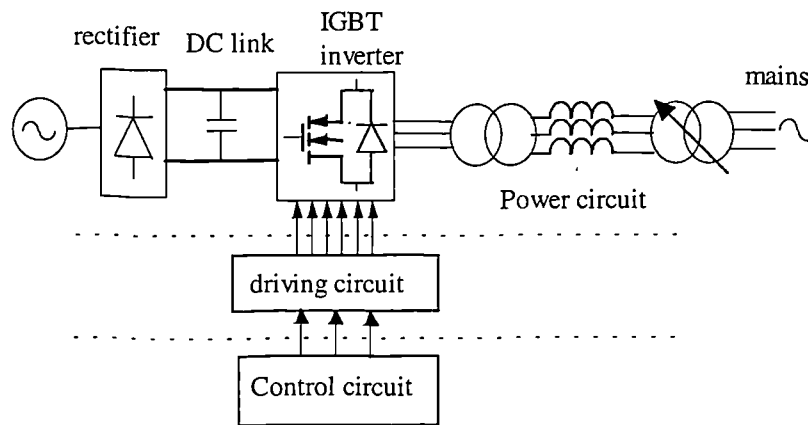 rectifier
DC link
IGBT
inverter
mains
Power circuit
driving circuit
Control circuit